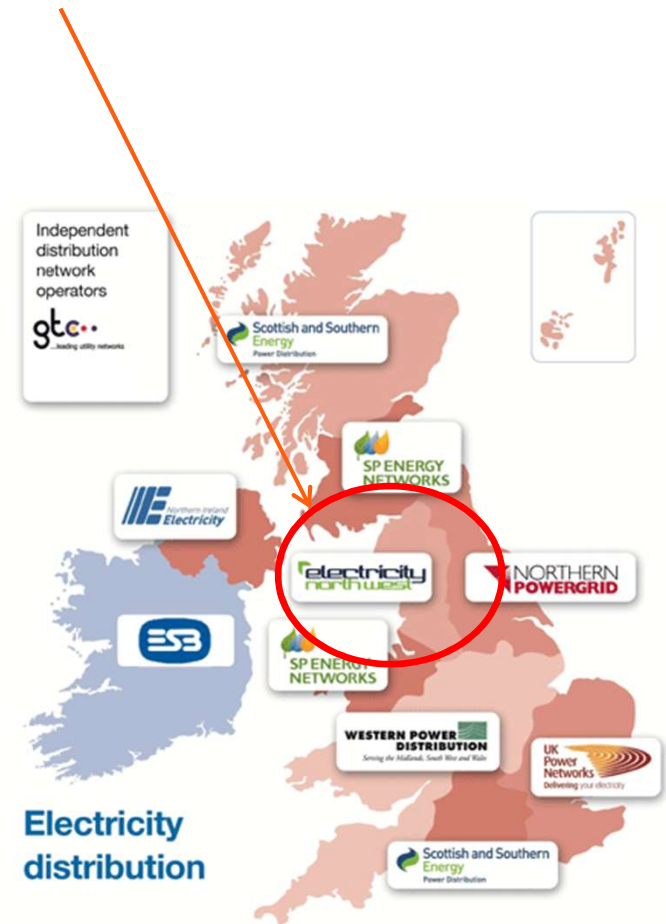 Independent
distribution
network
operators
gtc
...leading utility networks
Scottish and Southern
Energy
Power Distribution
SP ENERGY
NETWORKS
Northern Ireland
Electricity
electricity
north west
NORTHERN
POWERGRID
ESB
SP ENERGY
NETWORKS
WESTERN POWER
DISTRIBUTION
Serving the Midlands, South West and Wales
UK
Power
Networks
Delivering your electricity
Electricity
distribution
Scottish and Southern
Energy
Power Distribution